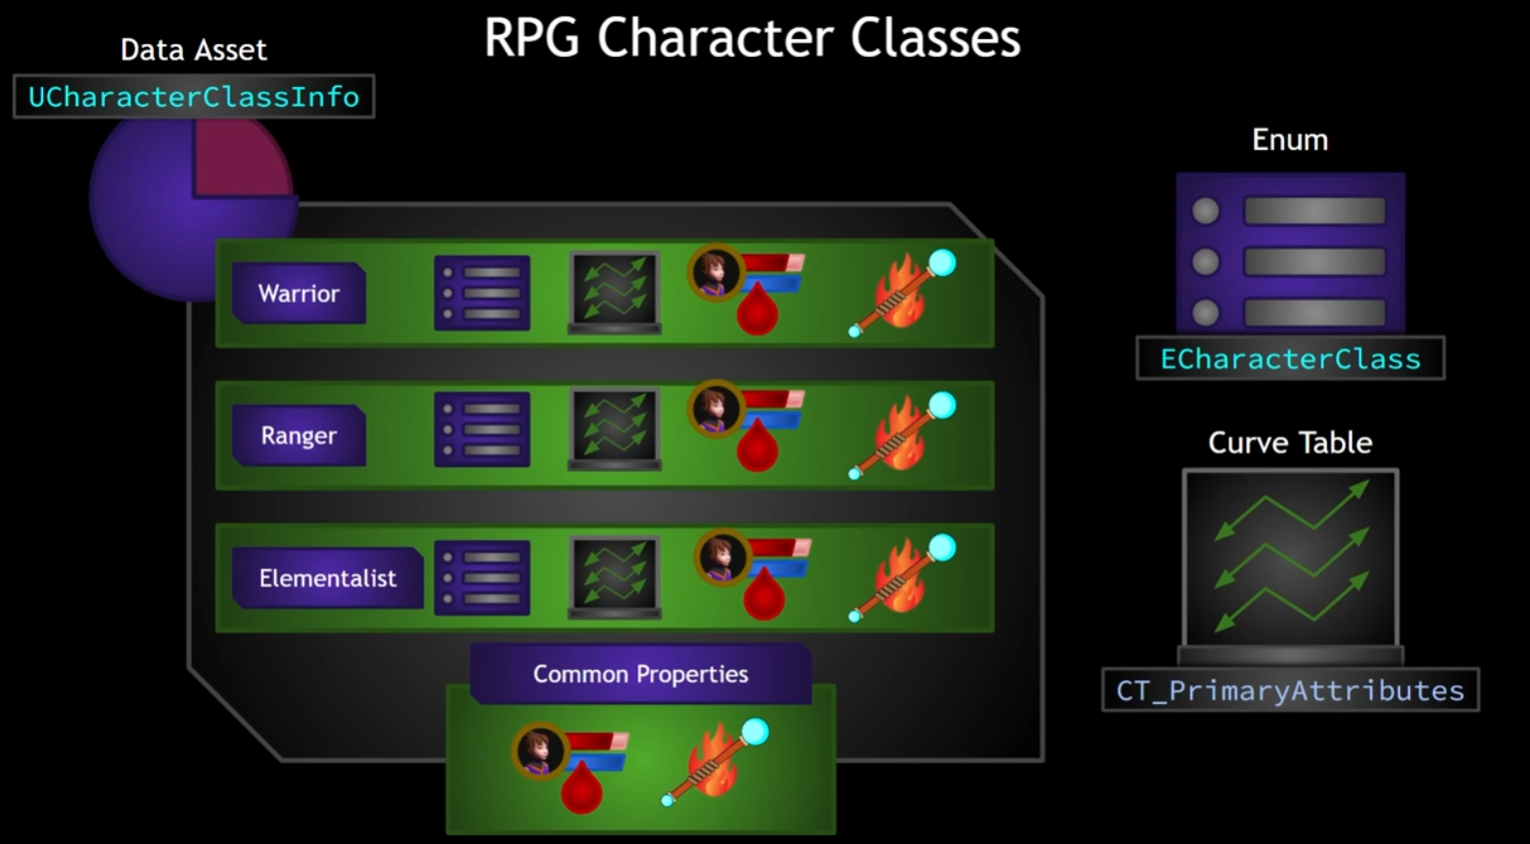 RPG Character Classes
Data Asset
UCharacterClassInfo
Enum
ECharacterClass
Warrior
Ranger
Elementalist
Common Properties
Curve Table
CT_PrimaryAttributes